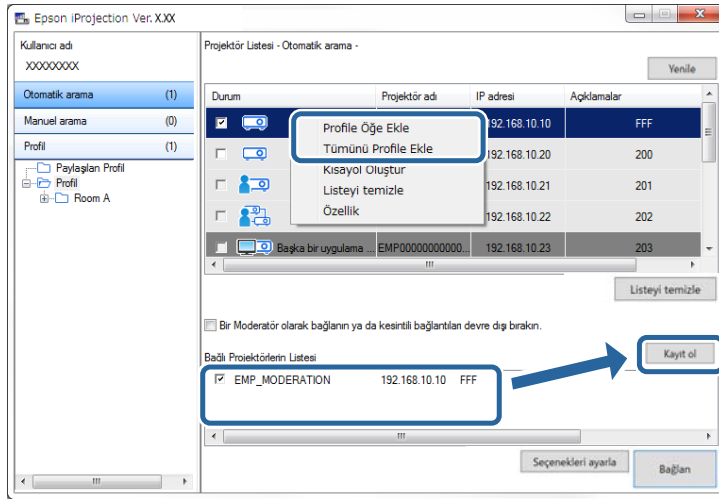 Epson iProjection Ver. X.XX
Kullanıcı adı
XXXXXXXX
Otomatik arama (1)
Manuel arama (0)
Profil (1)
Paylaşılan Profil
Profil
Room A
Projektör Listesi - Otomatik arama -
Yenile
Durum Projektör adı IP adresi Açıklamalar
192.168.10.10 FFF
192.168.10.20 200
192.168.10.21 201
192.168.10.22 202
Başka bir uygulama ... EMP00000000000... 192.168.10.23 203
Profile Öğe Ekle
Tümünü Profile Ekle
Kısayol Oluştur
Listeyi temizle
Özellik
Listeyi temizle
Bir Moderatör olarak bağlanın ya da kesintili bağlantıları devre dışı bırakın.
Bağlı Projektörlerin Listesi
Kayıt ol
EMP_MODERATION 192.168.10.10 FFF
Seçenekleri ayarla
Bağlan